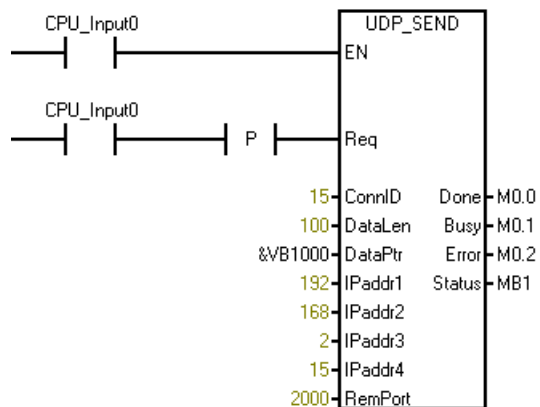 CPU_Input0 UDP_SEND
EN
CPU_Input0
P Req
15 ConnID Done M0.0
100 DataLen Busy M0.1
&VB1000 DataPtr Error M0.2
192 IPaddr1 Status MB1
168 IPaddr2
2 IPaddr3
15 IPaddr4
2000 RemPort